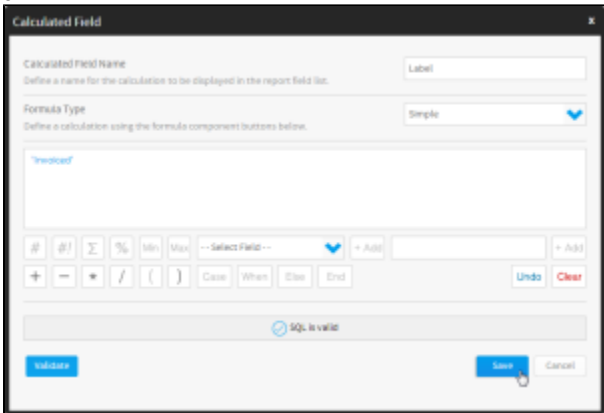 Calculated Field x
Calculated Field Name
Label
Define a name for the calculation to be displayed in the report field list.
Formula Type
Simple
Define a calculation using the formula component buttons below.
"Invoiced"
# #! Σ % Min Max -- Select Field -- + Add + Add
+ − * / ( ) Case When Else End Undo Clear
SQL is valid
Validate Save Cancel